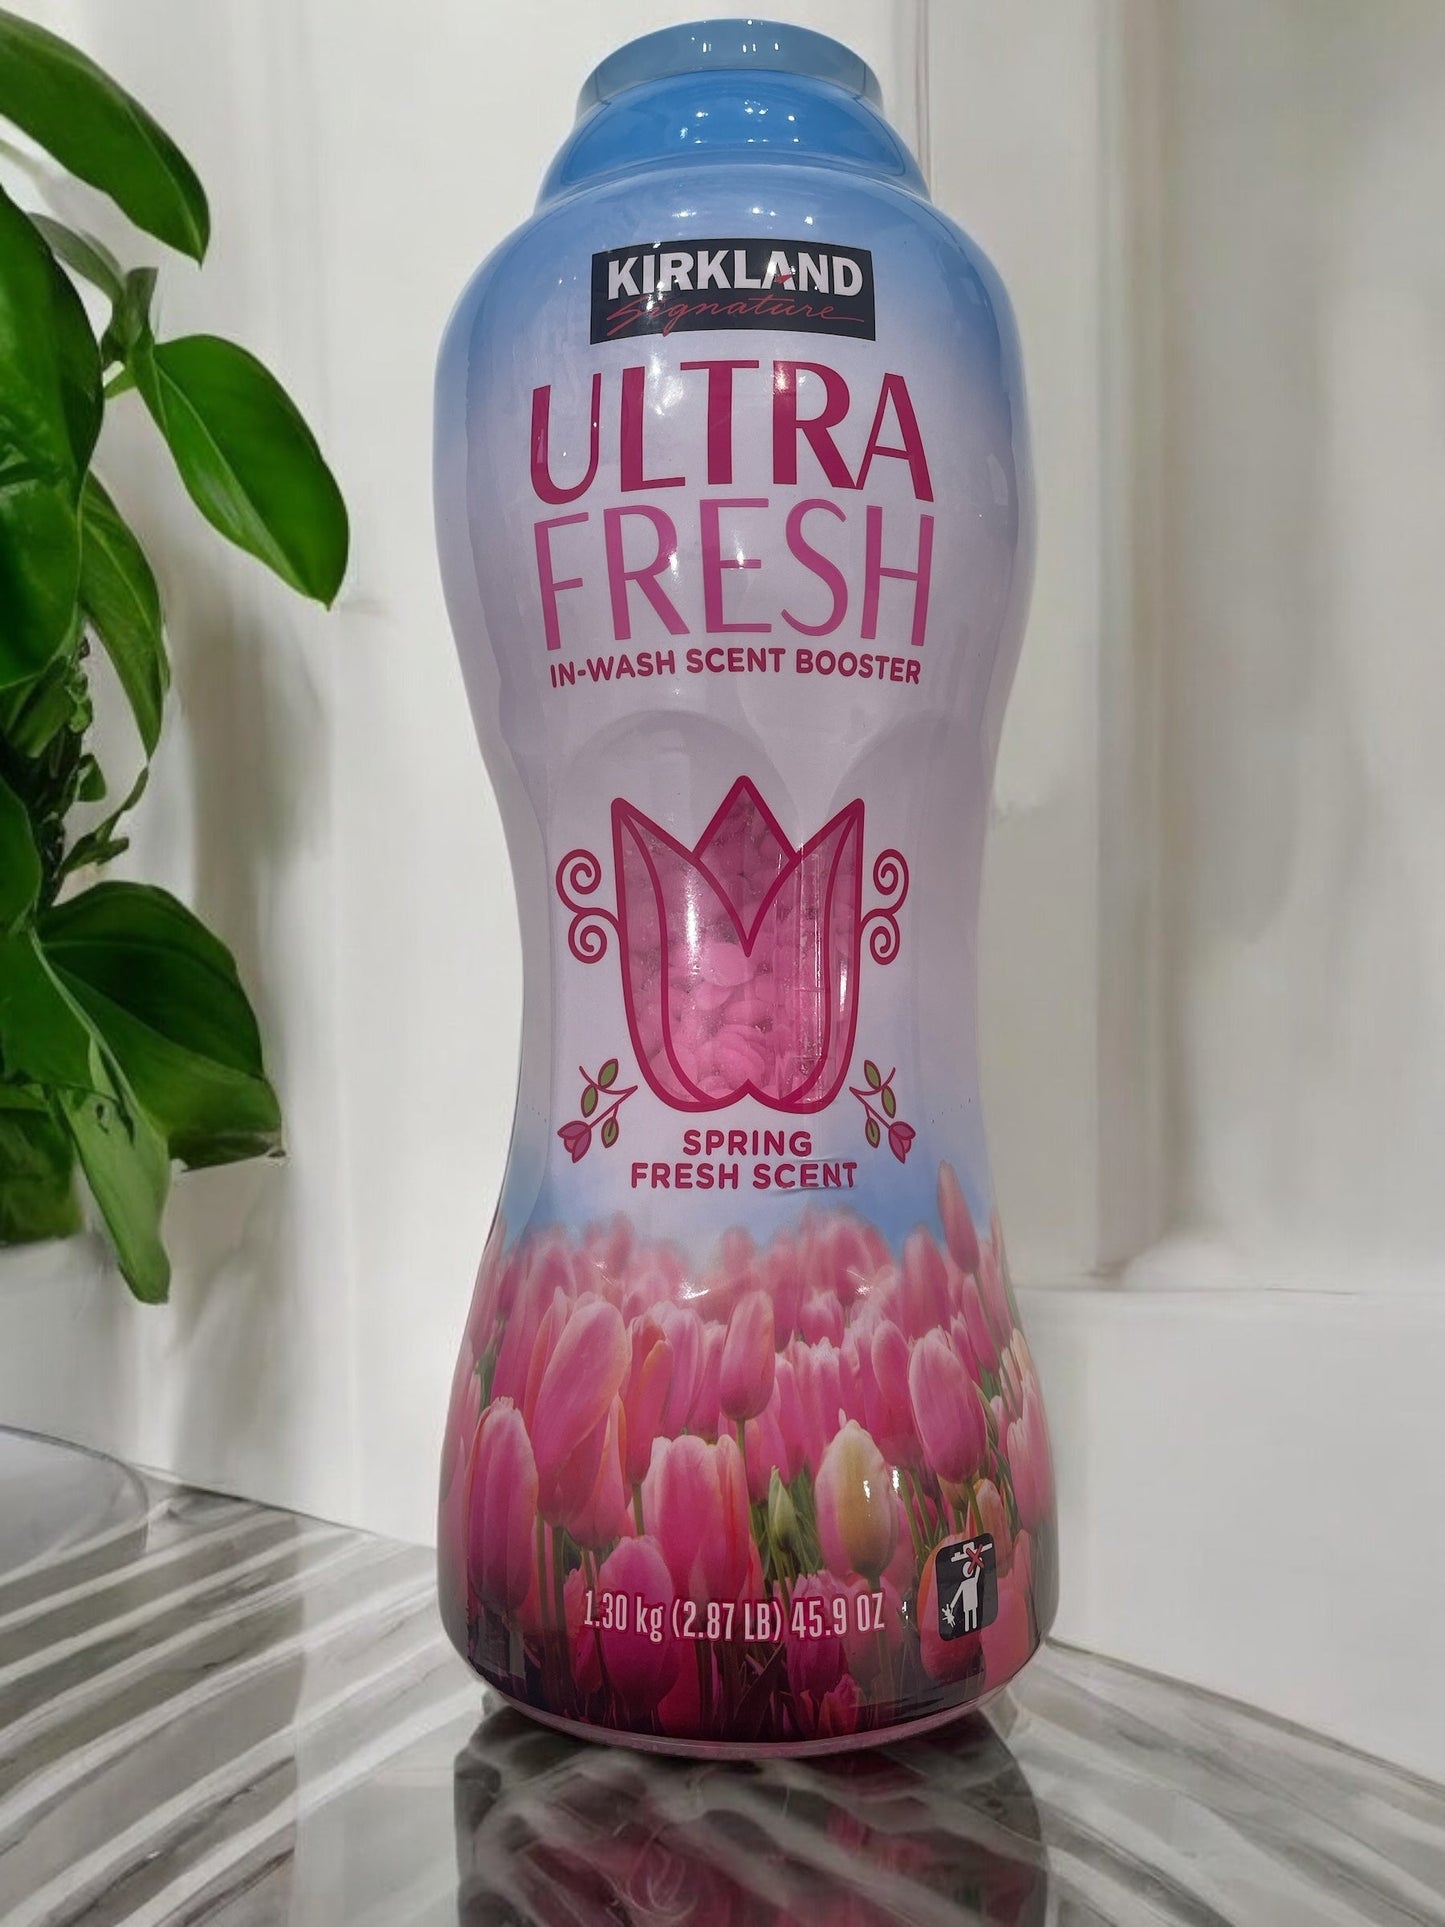 KIRKLAND
Signature
ULTRA
FRESH
IN-WASH SCENT BOOSTER
SPRING
FRESH SCENT
1.30 kg (2.87 LB) 45.9 OZ